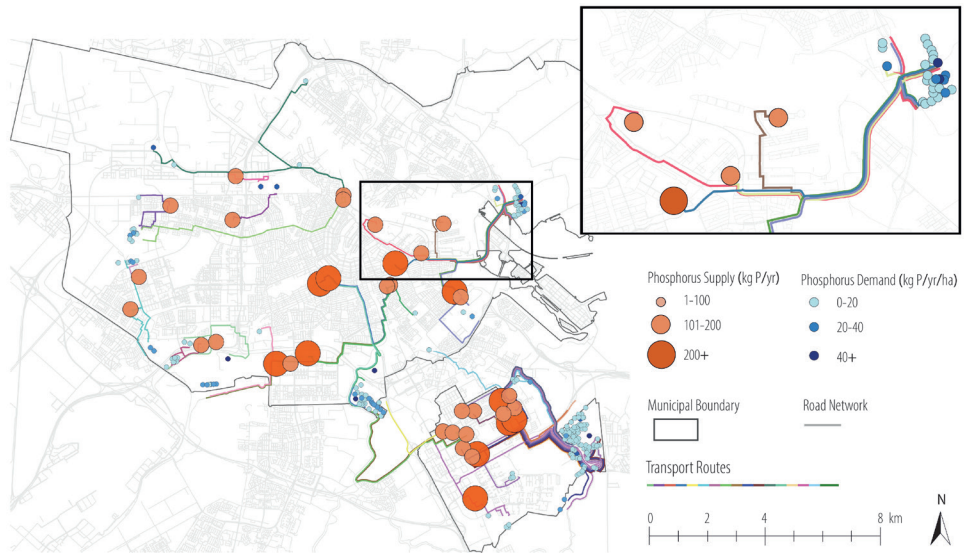 Phosphorus Supply (kg P/yr)
1-100
101-200
200+
Phosphorus Demand (kg P/yr/ha)
0-20
20-40
40+
Municipal Boundary
Road Network
Transport Routes
0 2 4 8 km
N